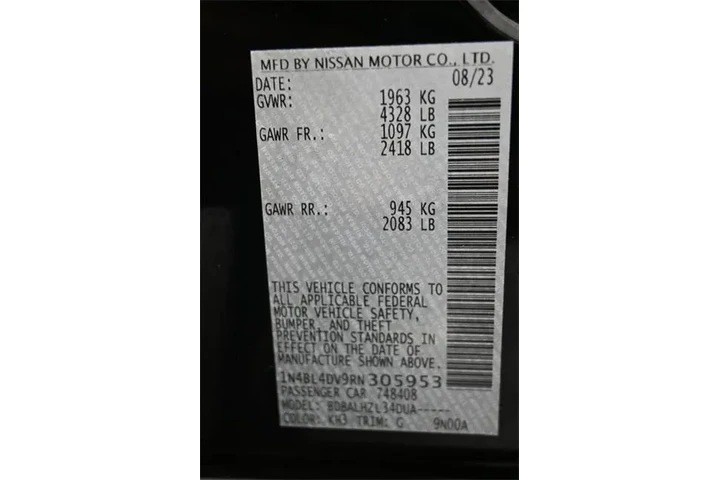 MFD BY NISSAN MOTOR CO., LTD.
DATE: 08/23
GVWR: 1963 KG
4328 LB
GAWR FR.: 1097 KG
2418 LB
GAWR RR.: 945 KG
2083 LB
THIS VEHICLE CONFORMS TO
ALL APPLICABLE FEDERAL
MOTOR VEHICLE SAFETY,
BUMPER, AND THEFT
PREVENTION STANDARDS IN
EFFECT ON THE DATE OF
MANUFACTURE SHOWN ABOVE.
1N4BL4DV9RN305953
PASSENGER CAR 748408
MODEL: BDBALHZL34DUA-----
COLOR: KH3 TRIM: G 9N00A